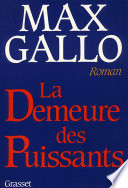 MAX
GALLO
Roman
La
Demeure
des
Puissants
Grasset